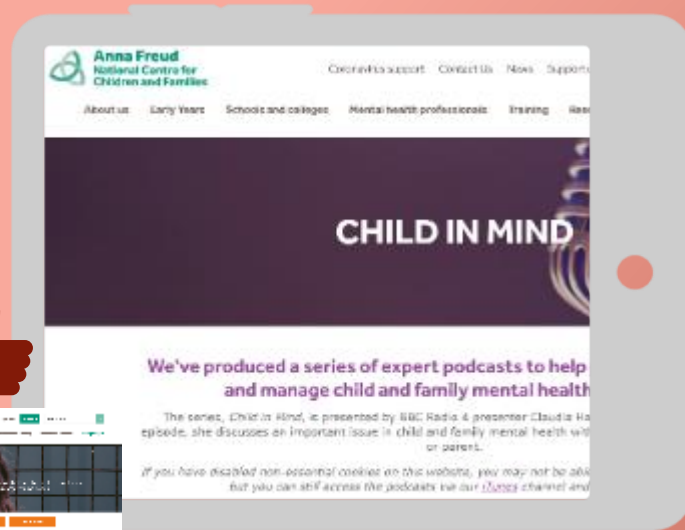 Anna Freud
National Centre for
Children and Families
Coronavirus support Contact Us News Support
About us Early Years Schools and colleges Mental health professionals Training
CHILD IN MIND
We've produced a series of expert podcasts to help
and manage child and family mental health
The series, Child in Mind, is presented by BBC Radio 4 presenter Claudia Ha
episode, she discusses an important issue in child and family mental health wit
or parent.
If you have disabled non-essential cookies on this website, you may not be abl
but you can still access the podcasts via our iTunes channel and